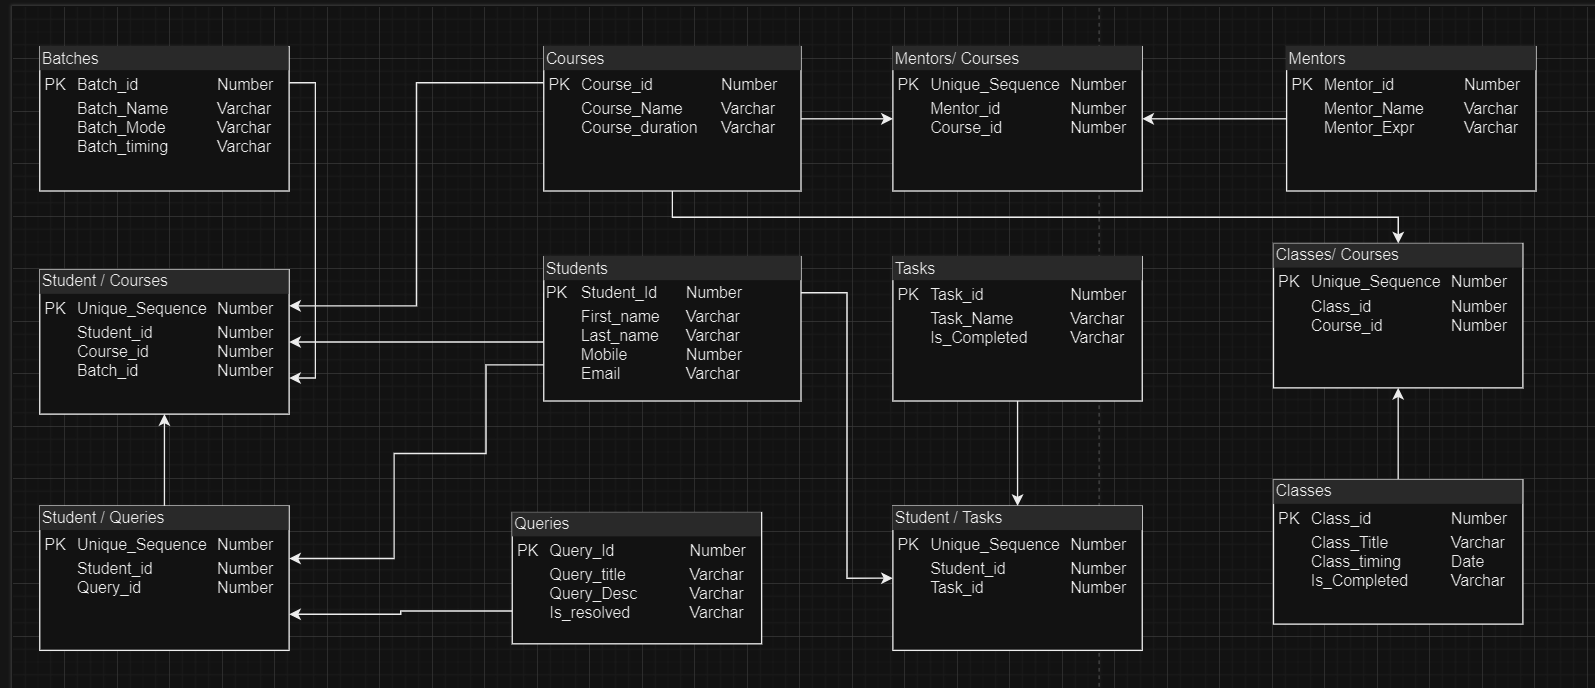 Batches
PK Batch_id Number
Batch_Name Varchar
Batch_Mode Varchar
Batch_timing Varchar
Courses
PK Course_id Number
Course_Name Varchar
Course_duration Varchar
Mentors/ Courses
PK Unique_Sequence Number
Mentor_id Number
Course_id Number
Mentors
PK Mentor_id Number
Mentor_Name Varchar
Mentor_Expr Varchar
Student / Courses
PK Unique_Sequence Number
Student_id Number
Course_id Number
Batch_id Number
Students
PK Student_Id Number
First_name Varchar
Last_name Varchar
Mobile Number
Email Varchar
Tasks
PK Task_id Number
Task_Name Varchar
Is_Completed Varchar
Classes/ Courses
PK Unique_Sequence Number
Class_id Number
Course_id Number
Student / Queries
PK Unique_Sequence Number
Student_id Number
Query_id Number
Queries
PK Query_Id Number
Query_title Varchar
Query_Desc Varchar
Is_resolved Varchar
Student / Tasks
PK Unique_Sequence Number
Student_id Number
Task_id Number
Classes
PK Class_id Number
Class_Title Varchar
Class_timing Date
Is_Completed Varchar